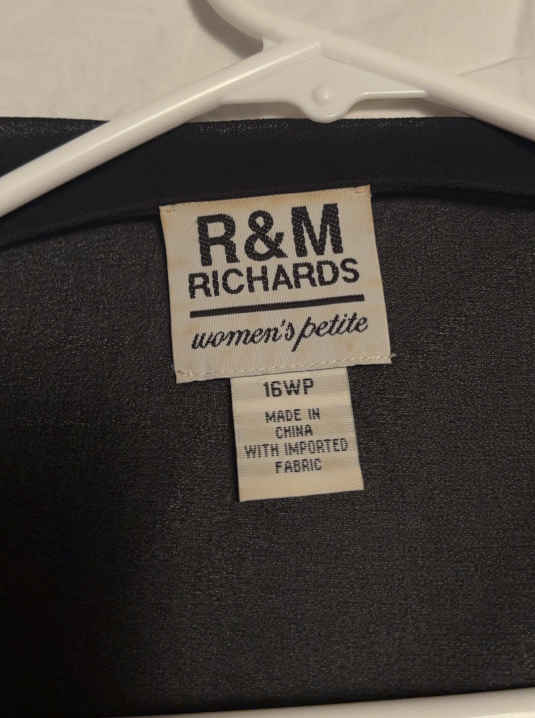 R&M
RICHARDS
women's petite
16WP
MADE IN
CHINA
WITH IMPORTED
FABRIC